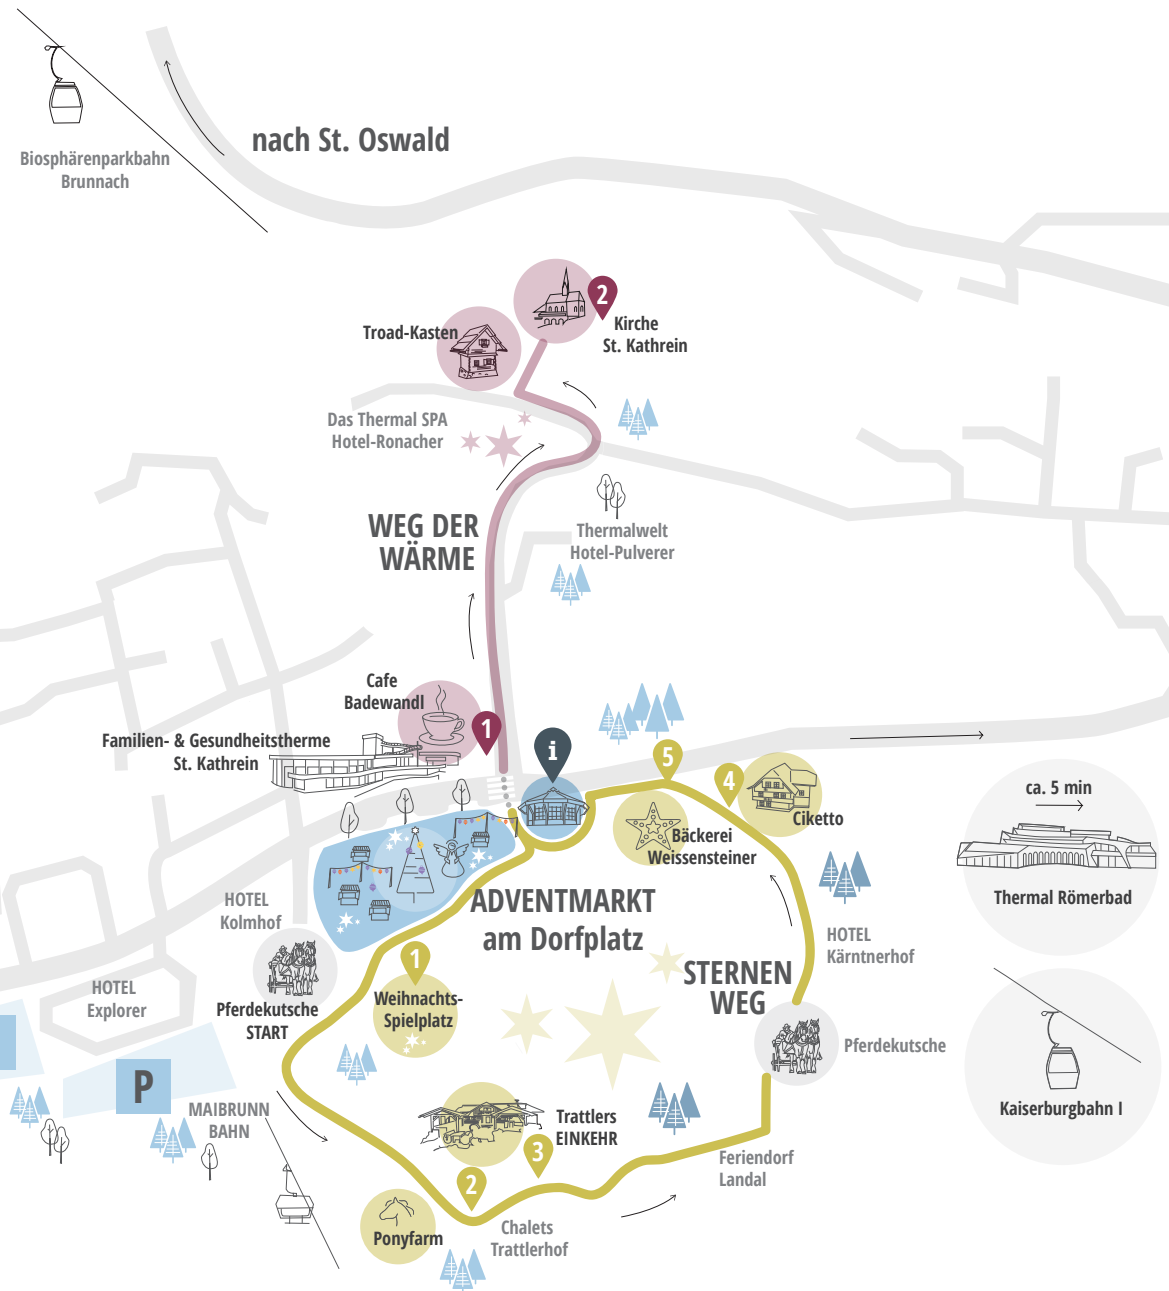 nach St. Oswald
Biosphärenparkbahn
Brunnach
2
Kirche
St. Kathrein
Troad-Kasten
Das Thermal SPA
Hotel-Ronacher
WEG DER
WÄRME
Thermalwelt
Hotel-Pulverer
Cafe
Badewandl
1
Familien- & Gesundheitstherme
St. Kathrein
i
5
4
Ciketto
Bäckerei
Weissensteiner
ca. 5 min
Thermal Römerbad
ADVENTMARKT
am Dorfplatz
HOTEL
Kolmhof
HOTEL
Kärntnerhof
STERNEN
WEG
1
Weihnachts-
Spielplatz
Pferdekutsche
START
HOTEL
Explorer
Pferdekutsche
P
MAIBRUNN
BAHN
Kaiserburgbahn I
Trattlers
EINKEHR
3
2
Feriendorf
Landal
Ponyfarm
Chalets
Trattlerhof